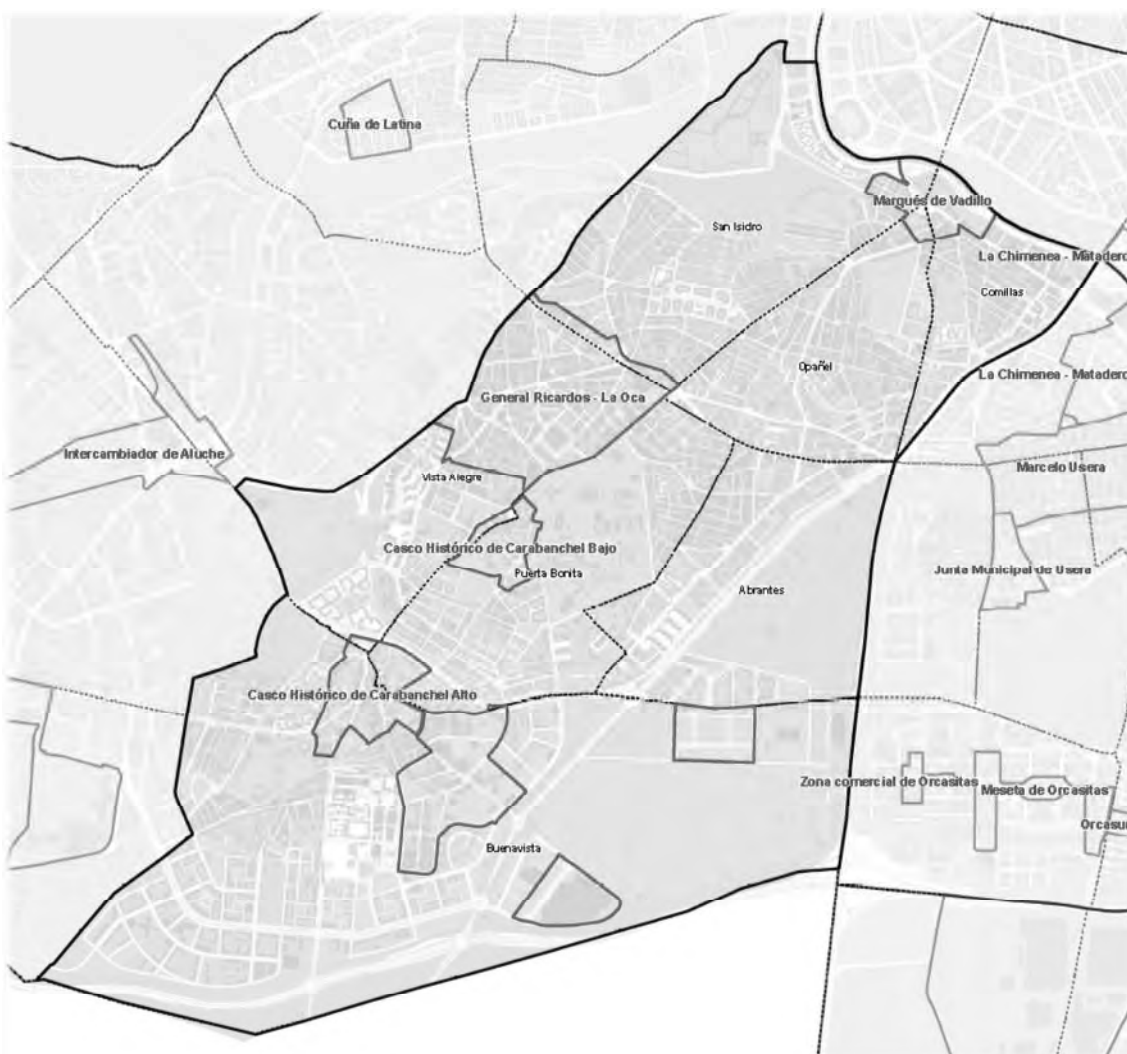 Cuña de Latina
Marqués de Vadillo
San Isidro
La Chimenea - Matadero
Comillas
Opañel
La Chimenea - Matadero
General Ricardos - La Oca
Intercambiador de Aluche
Marcelo Usera
Vista Alegre
Casco Histórico de Carabanchel Bajo
Puerta Bonita
Junta Municipal de Usera
Abrantes
Casco Histórico de Carabanchel Alto
Zona comercial de Orcasitas
Meseta de Orcasitas
Orcasur
Buenavista